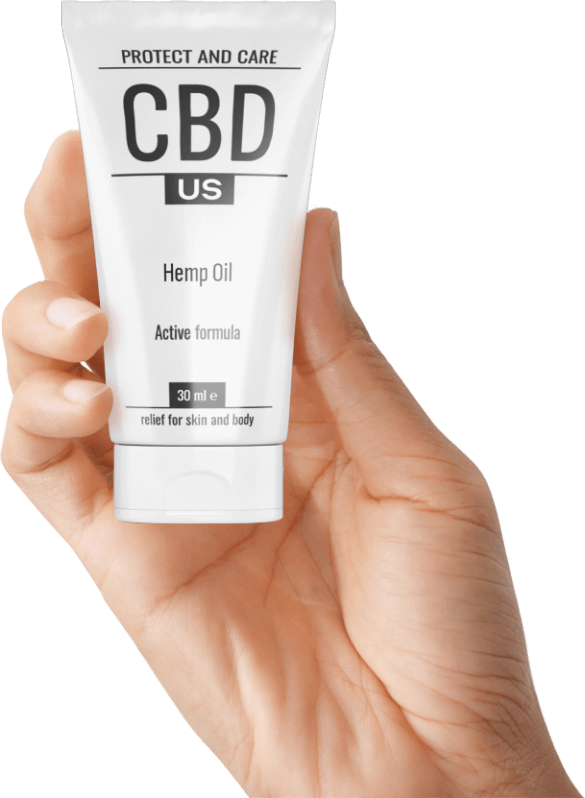 PROTECT AND CARE
CBD
US
Hemp Oil
Active formula
30 ml e
relief for skin and body